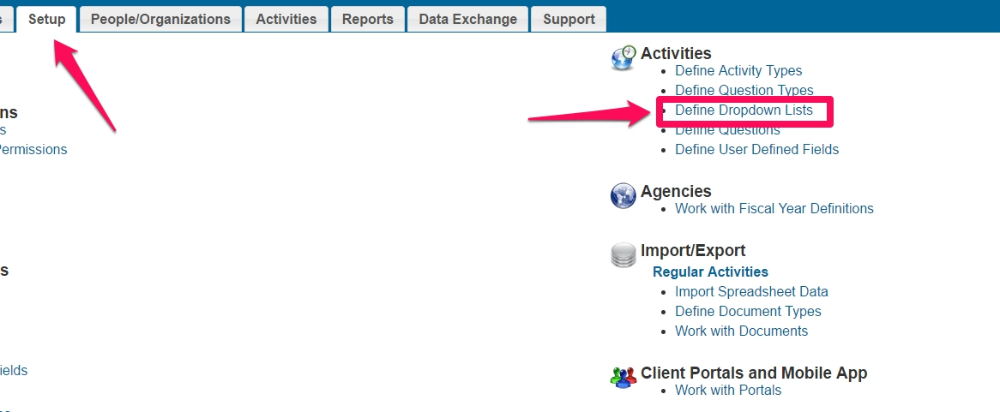 Setup
People/Organizations
Activities
Reports
Data Exchange
Support
Permissions
Activities
Define Activity Types
Define Question Types
Define Dropdown Lists
Define Questions
Define User Defined Fields
Agencies
Work with Fiscal Year Definitions
Import/Export
Regular Activities
Import Spreadsheet Data
Define Document Types
Work with Documents
Client Portals and Mobile App
Work with Portals